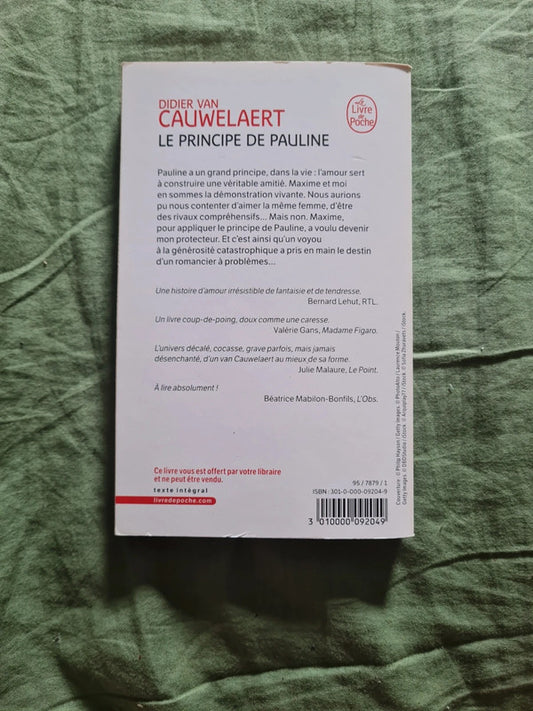 DIDIER VAN
CAUWELAERT
LE PRINCIPE DE PAULINE
Le
Livre
de
Poche
Pauline a un grand principe, dans la vie : l'amour sert
à construire une véritable amitié. Maxime et moi
en sommes la démonstration vivante. Nous aurions
pu nous contenter d'aimer la même femme, d'être
des rivaux compréhensifs... Mais non. Maxime,
pour appliquer le principe de Pauline, a voulu devenir
mon protecteur. Et c'est ainsi qu'un voyou
à la générosité catastrophique a pris en main le destin
d'un romancier à problèmes...
Une histoire d'amour irrésistible de fantaisie et de tendresse.
Bernard Lehut, RTL.
Un livre coup-de-poing, doux comme une caresse.
Valérie Gans, Madame Figaro.
L'univers décalé, cocasse, grave parfois, mais jamais
désenchanté, d'un van Cauwelaert au mieux de sa forme.
Julie Malaure, Le Point.
À lire absolument !
Béatrice Mabilon-Bonfils, L'Obs.
Ce livre vous est offert par votre libraire
et ne peut être vendu.
texte intégral
livredepoche.com
95 / 7879 / 1
ISBN : 301-0-000-09204-9
3 010000 092049
Couverture : © Philip Haynes / Getty Images. © PhotoAlto / Laurence Mouton /